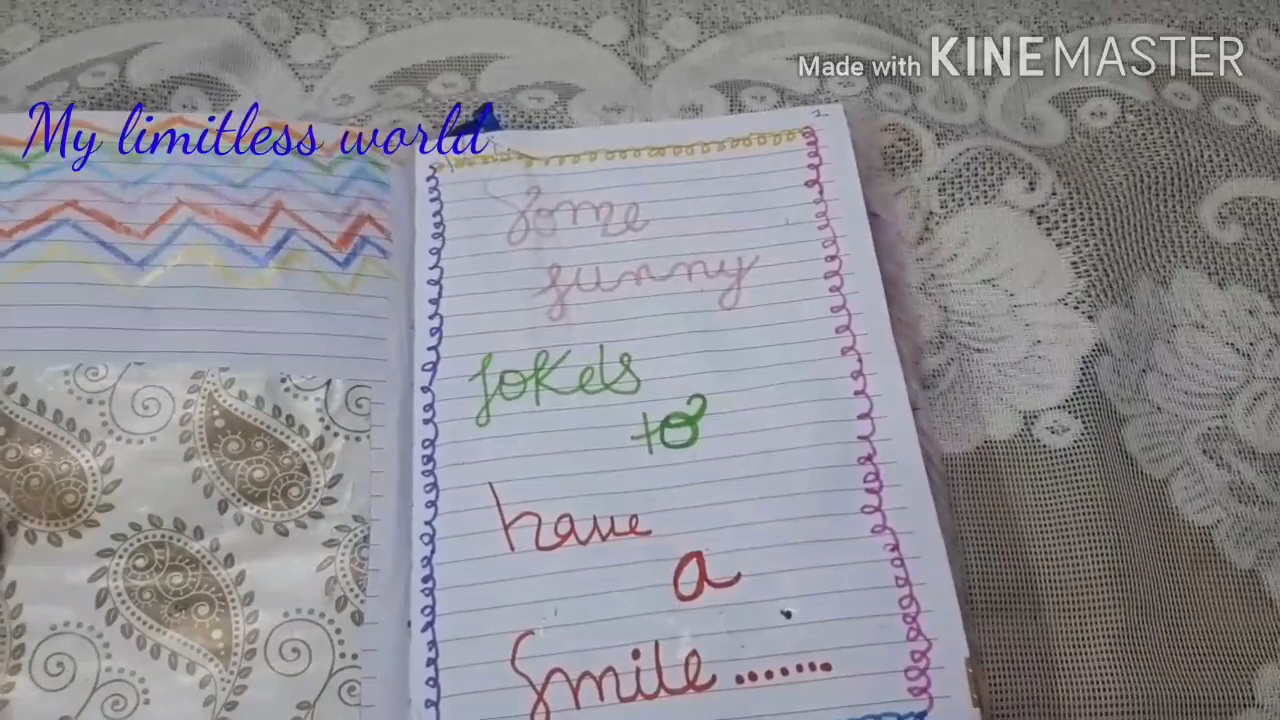 Made with KINEMASTER
My limitless world
Some
funny
Jokels
to
have
a
Smile.......